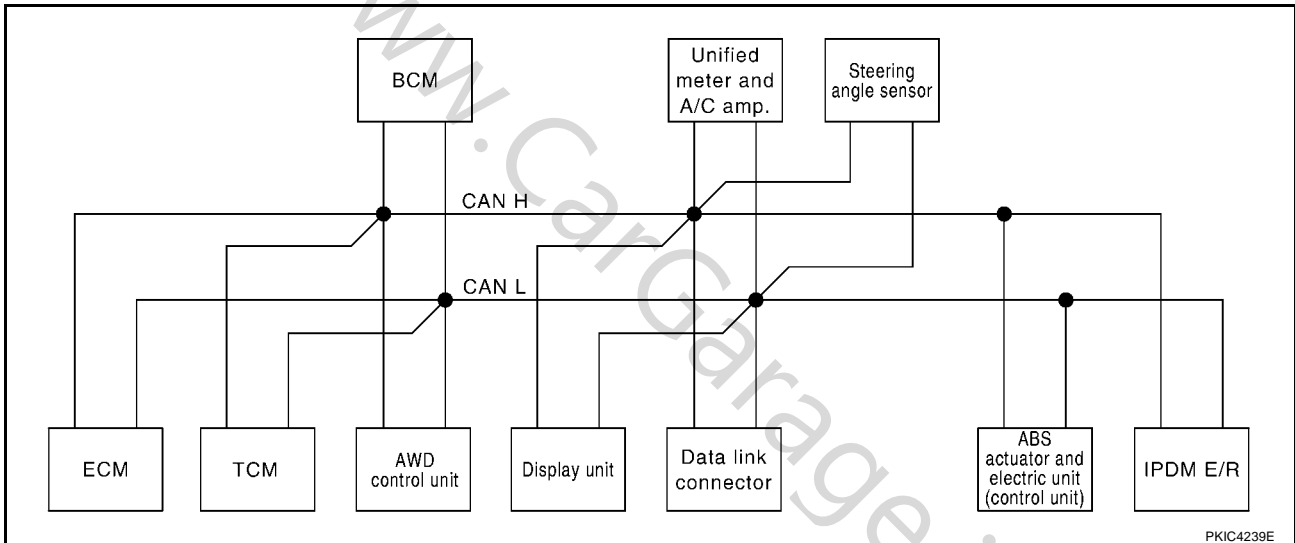 BCM
Unified
meter and
A/C amp.
Steering
angle sensor
CAN H
CAN L
ECM
TCM
AWD
control unit
Display unit
Data link
connector
ABS
actuator and
electric unit
(control unit)
IPDM E/R
PKIC4239E
ww.CarGarage.i